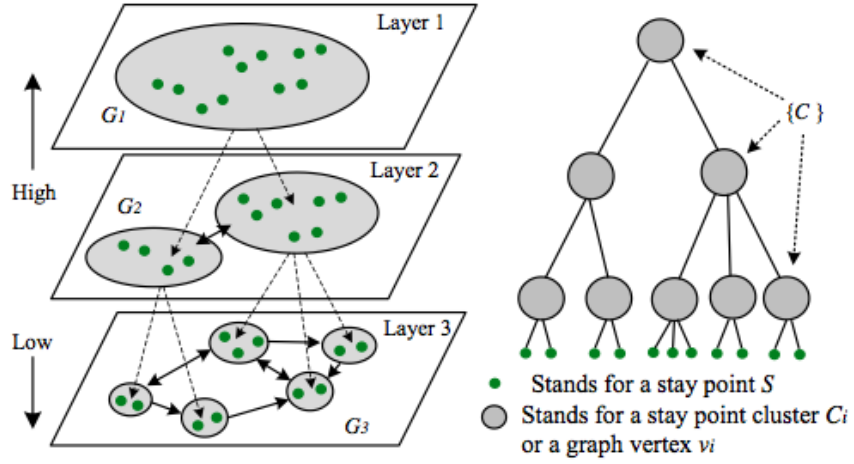 Layer 1
G1
High
Layer 2
G2
Low
Layer 3
G3
{C }
Stands for a stay point S
Stands for a stay point cluster Ci
or a graph vertex vi